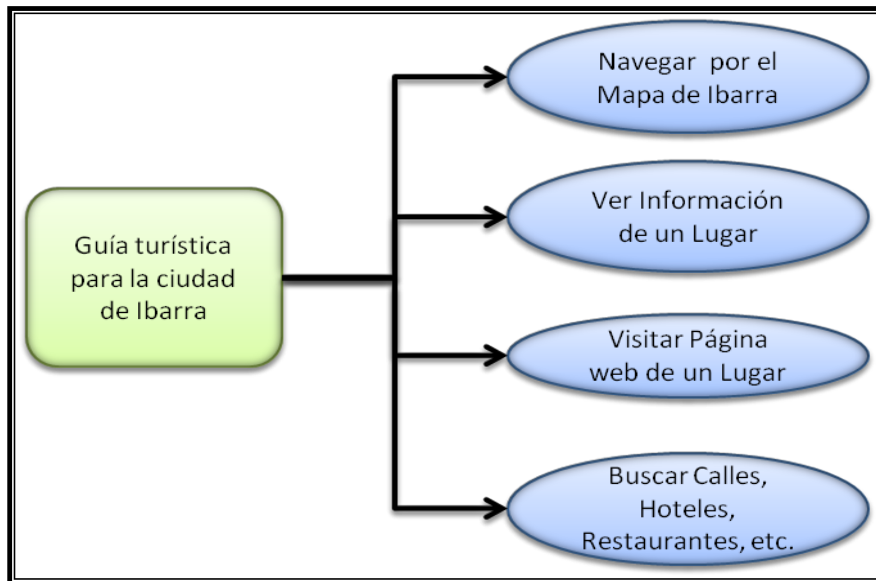 Guía turística
para la ciudad
de Ibarra
Navegar por el
Mapa de Ibarra
Ver Información
de un Lugar
Visitar Página
web de un Lugar
Buscar Calles,
Hoteles,
Restaurantes, etc.